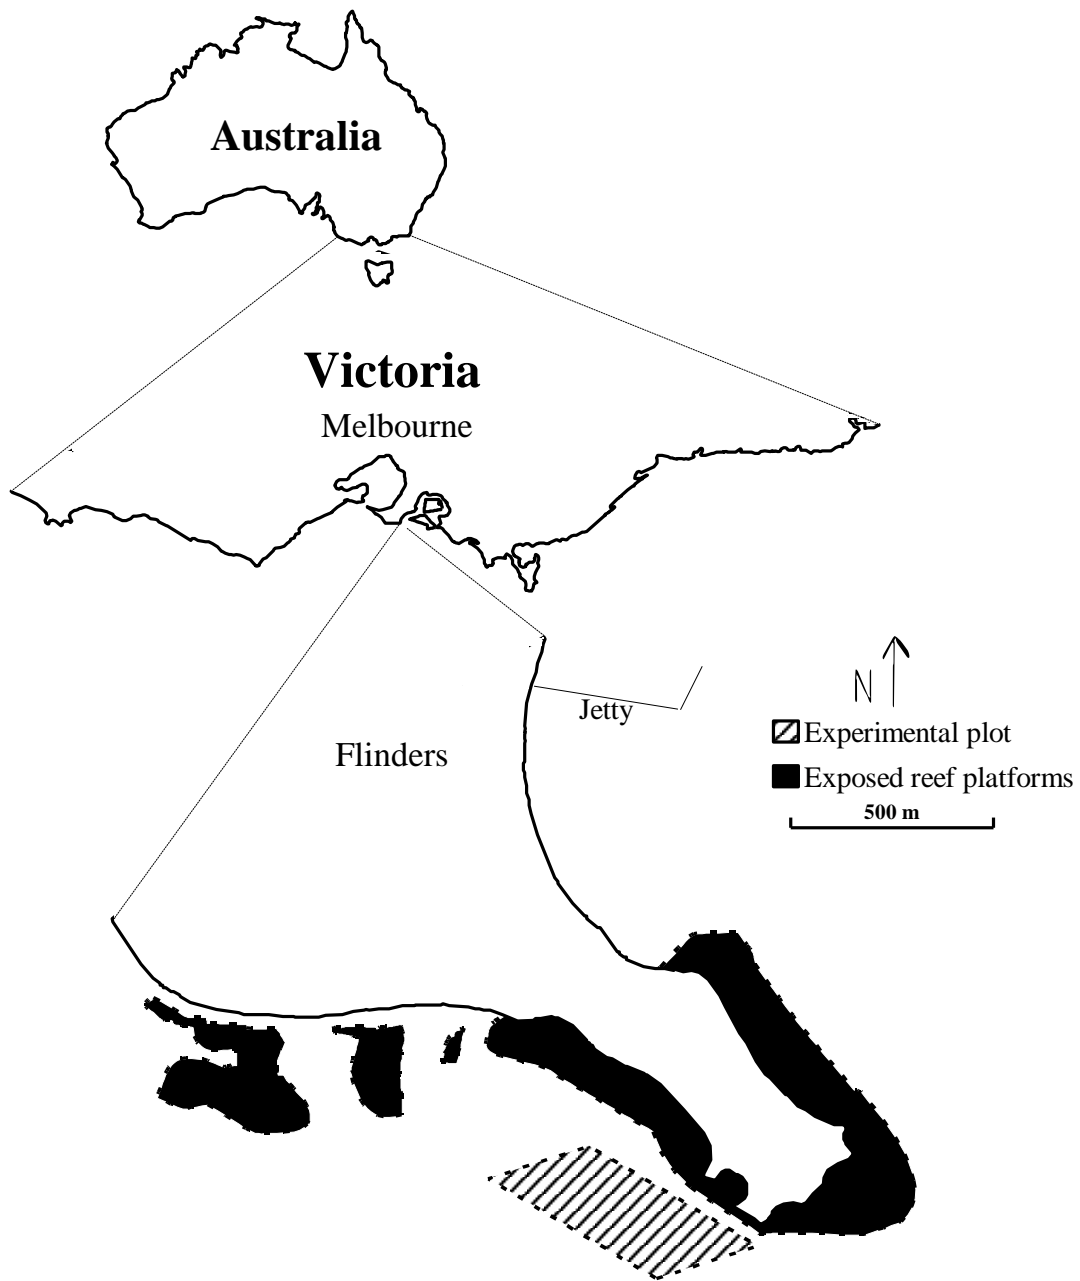 Australia
Victoria
Melbourne
N
Jetty
Experimental plot
Flinders
Exposed reef platforms
500 m